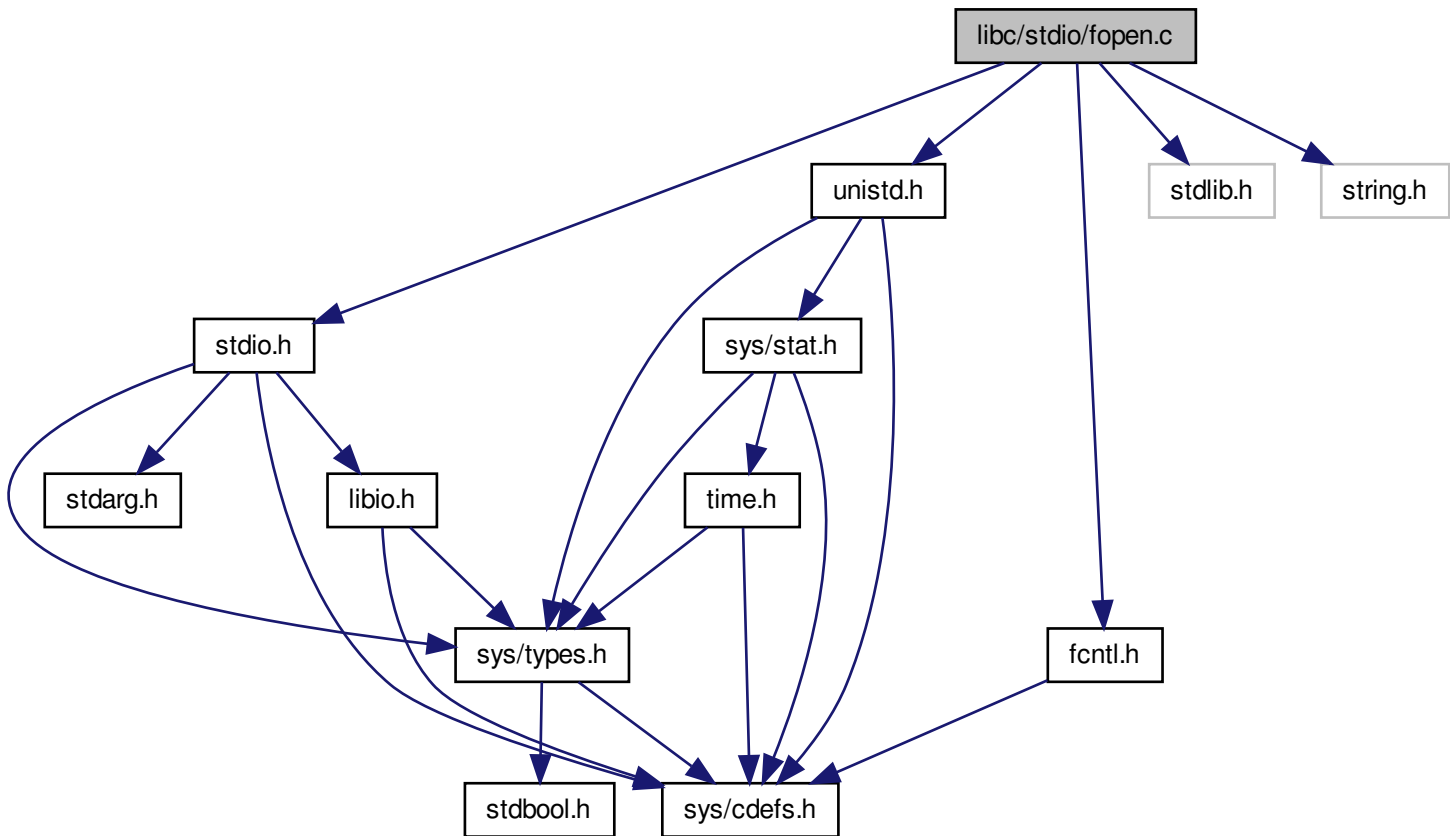 libc/stdio/fopen.c
unistd.h
stdlib.h
string.h
stdio.h
sys/stat.h
stdarg.h
libio.h
time.h
sys/types.h
fcntl.h
stdbool.h
sys/cdefs.h